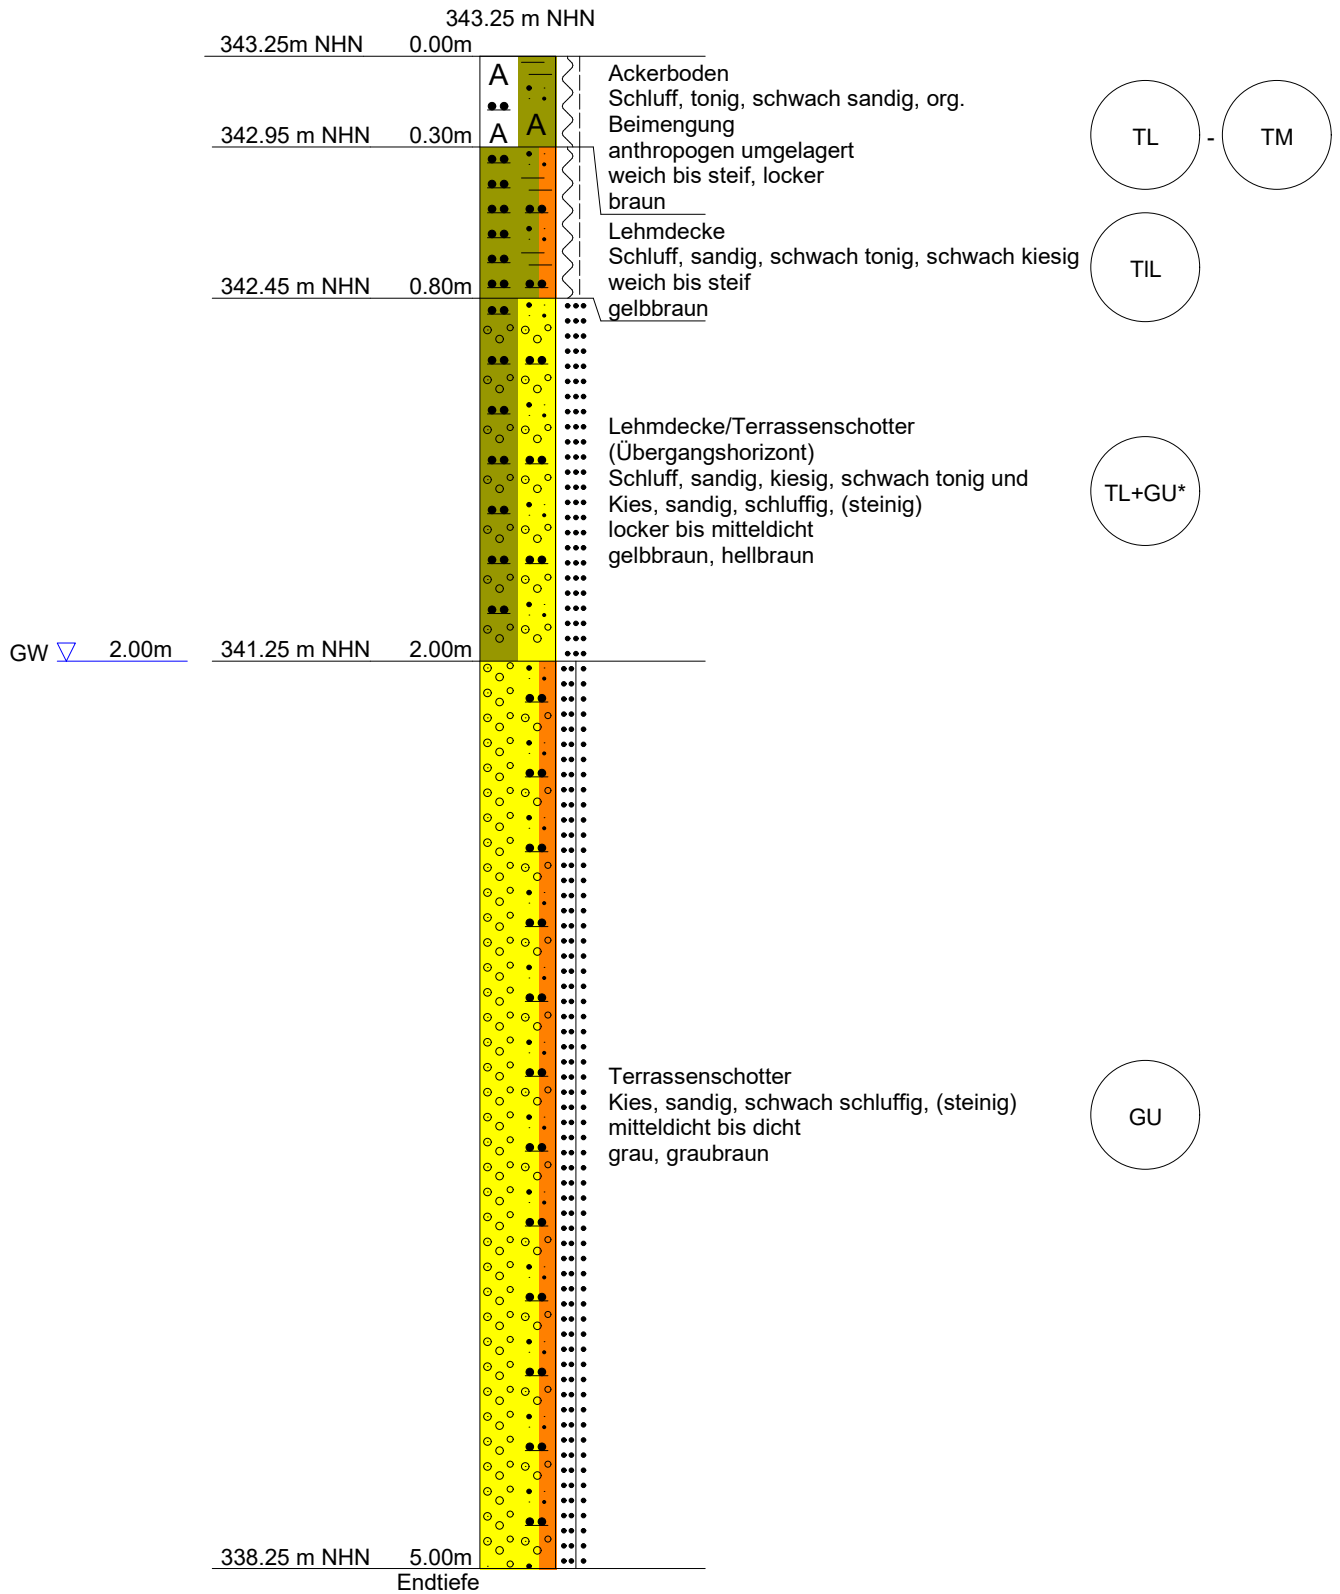 343.25 m NHN
343.25m NHN 0.00m
A
A
A
Ackerboden
Schluff, tonig, schwach sandig, org.
Beimengung
anthropogen umgelagert
weich bis steif, locker
braun
TL - TM
342.95 m NHN 0.30m
Lehmdecke
Schluff, sandig, schwach tonig, schwach kiesig
weich bis steif
gelbbraun
TlL
342.45 m NHN 0.80m
Lehmdecke/Terrassenschotter
(Übergangshorizont)
Schluff, sandig, kiesig, schwach tonig und
Kies, sandig, schluffig, (steinig)
locker bis mitteldicht
gelbbraun, hellbraun
TL+GU*
GW 2.00m 341.25 m NHN 2.00m
Terrassenschotter
Kies, sandig, schwach schluffig, (steinig)
mitteldicht bis dicht
grau, graubraun
GU
338.25 m NHN 5.00m
Endtiefe